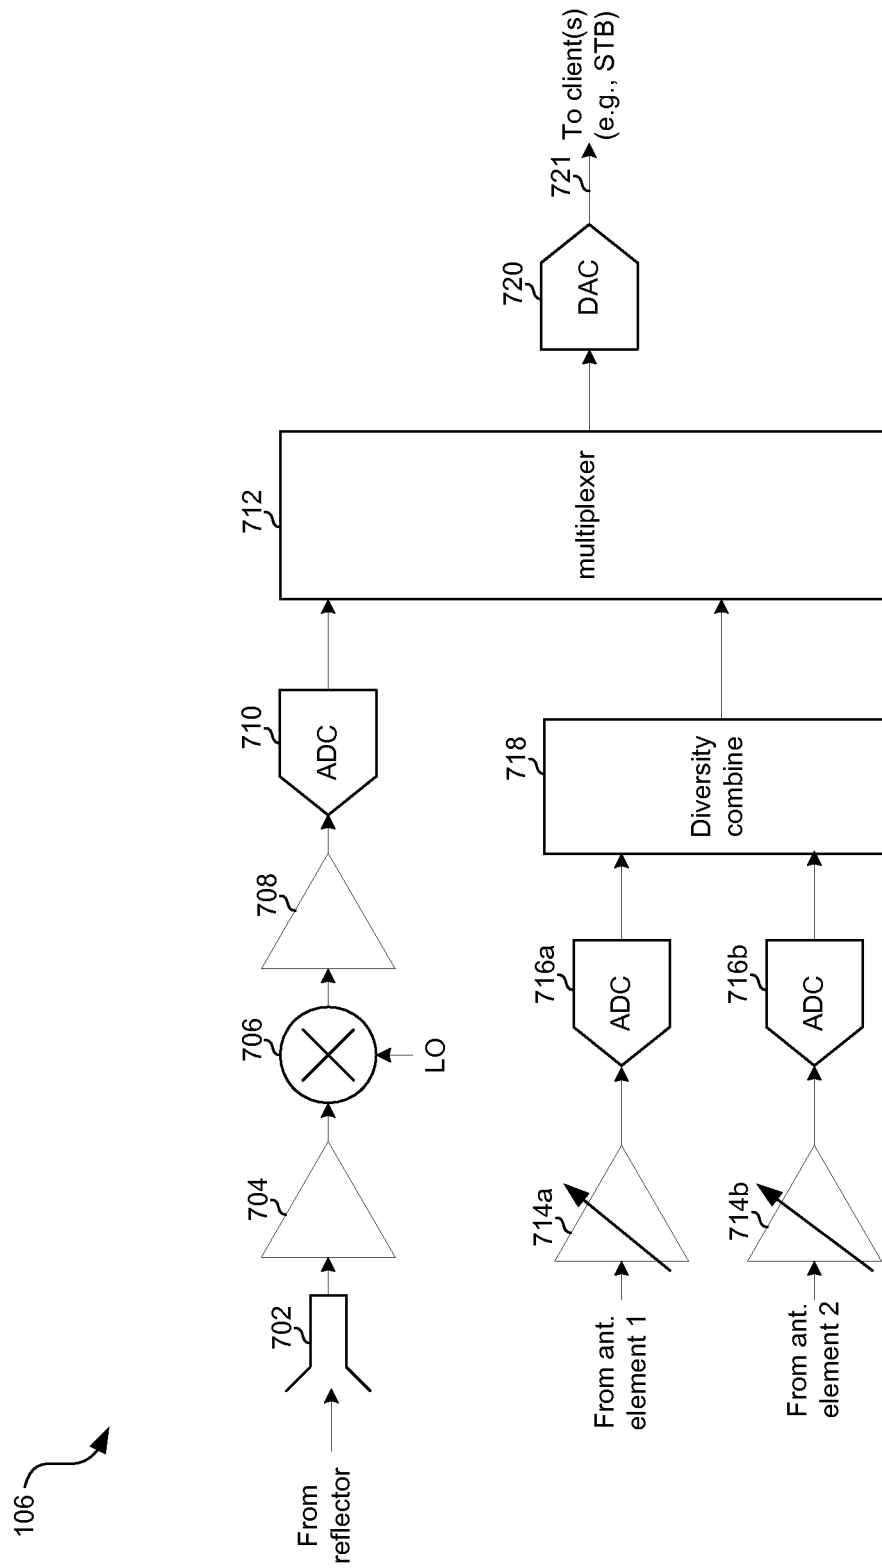 106
From
reflector
702
704
706
LO
708
710
ADC
712
multiplexer
From ant.
element 1
714a
716a
ADC
From ant.
element 2
714b
716b
ADC
718
Diversity
combine
720
DAC
721
To client(s)
(e.g., STB)